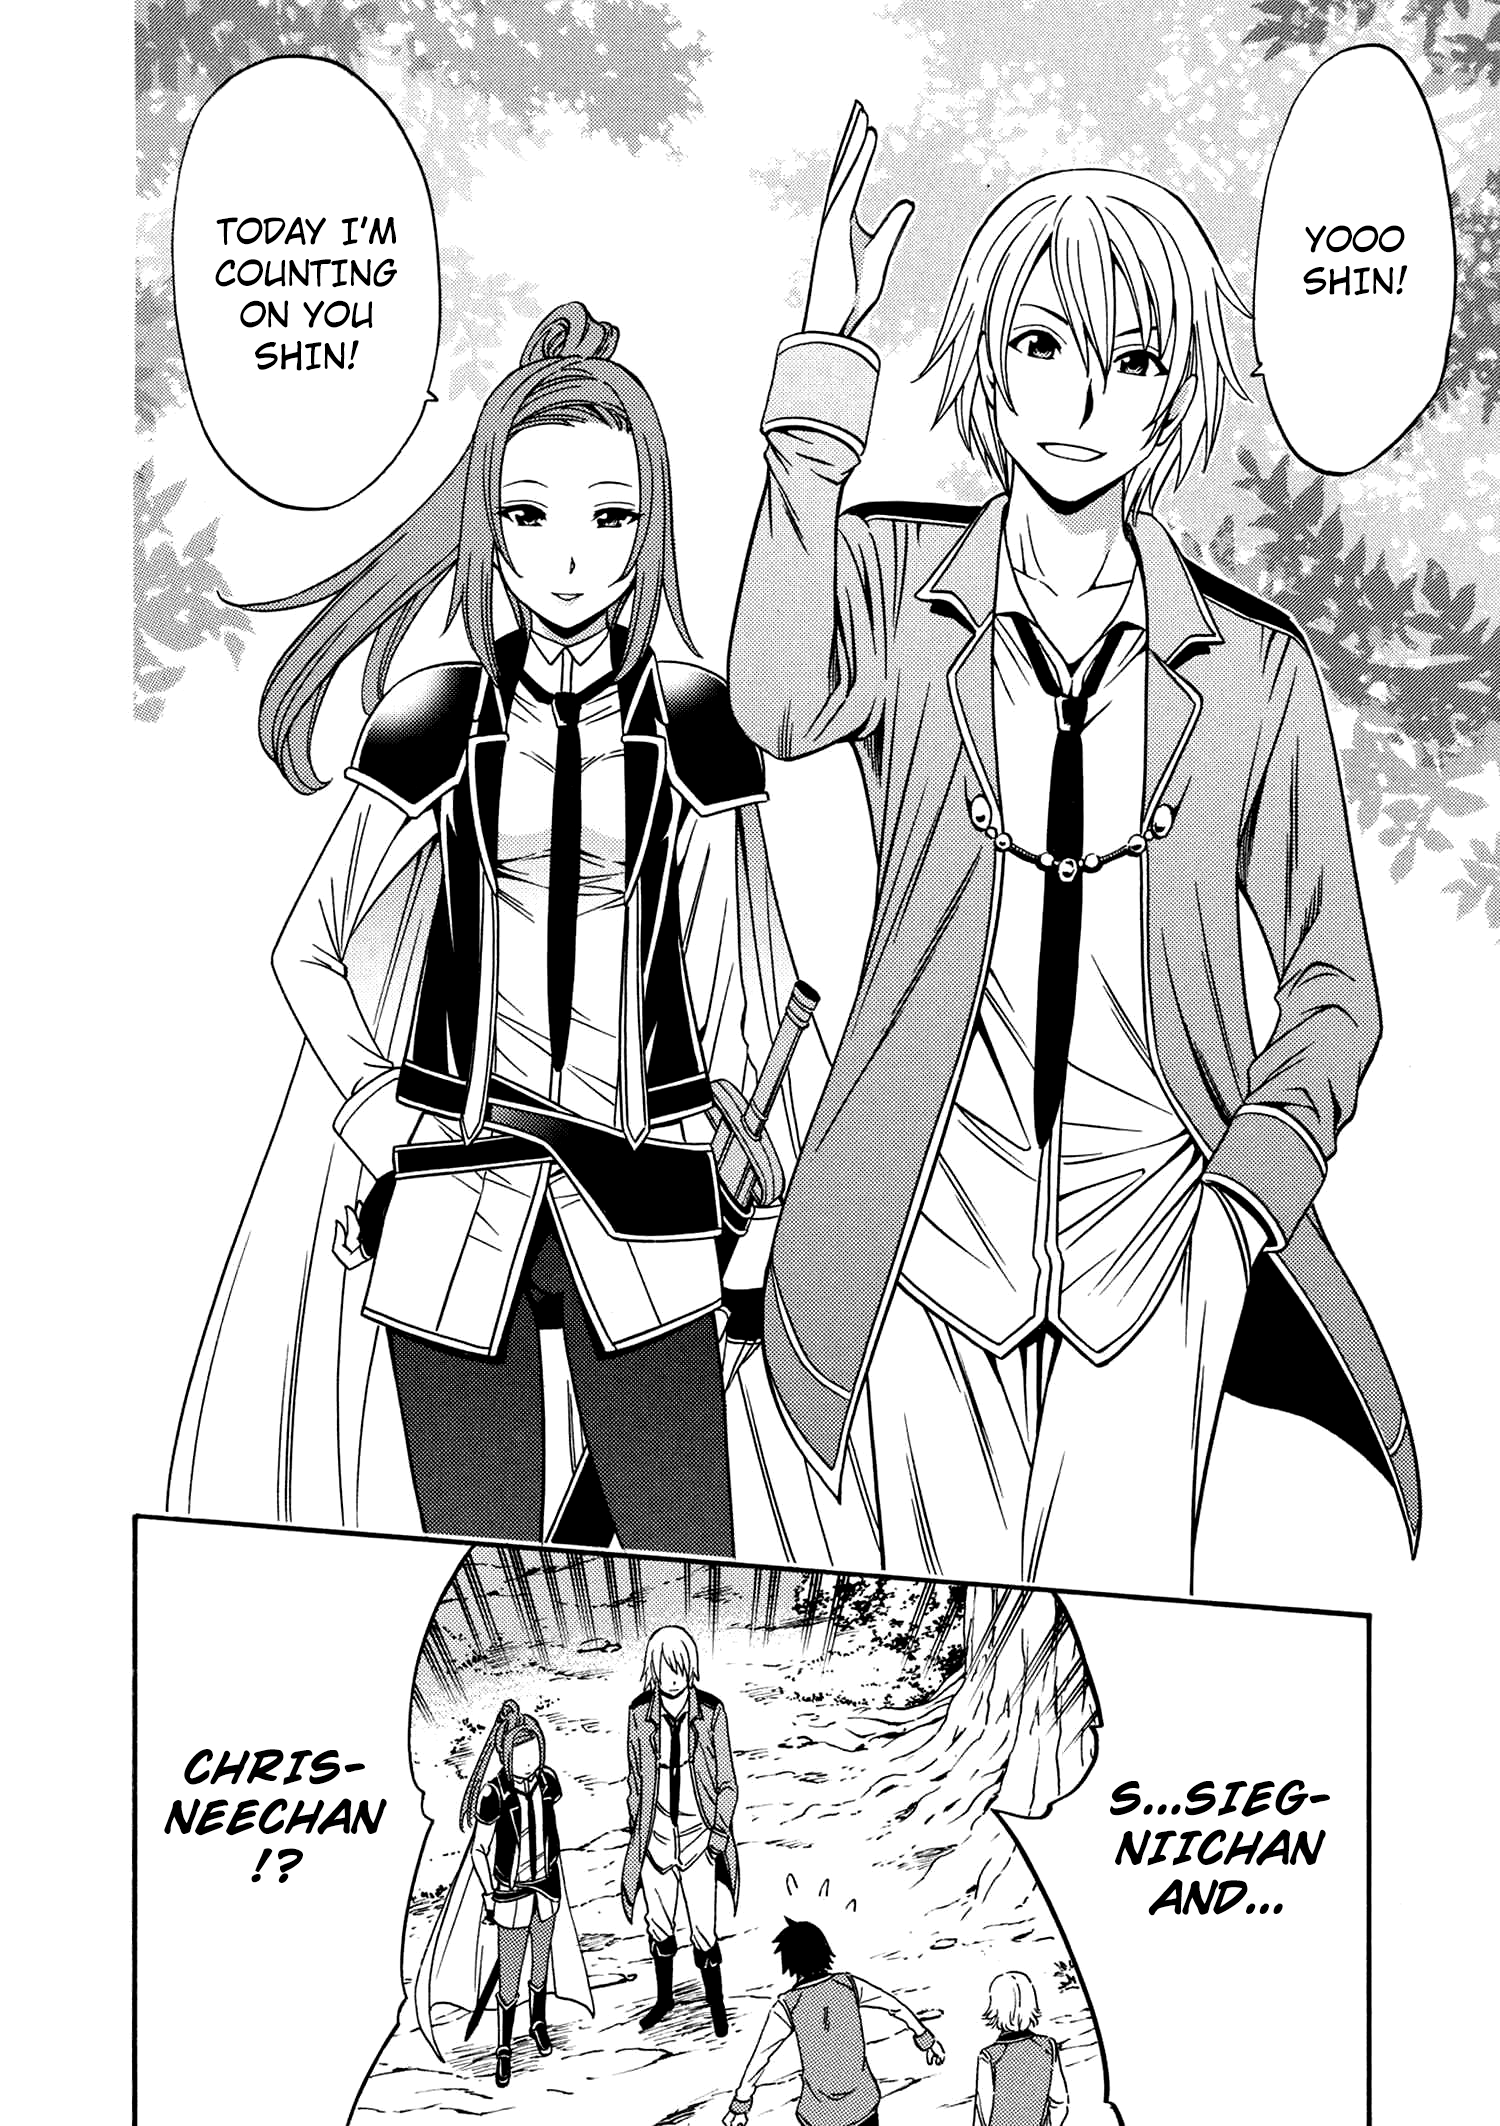 YOOO
SHIN!
TODAY I'M
COUNTING
ON YOU
SHIN!
S...SIEG-
NIICHAN
AND...
CHRIS-
NEECHAN
!?